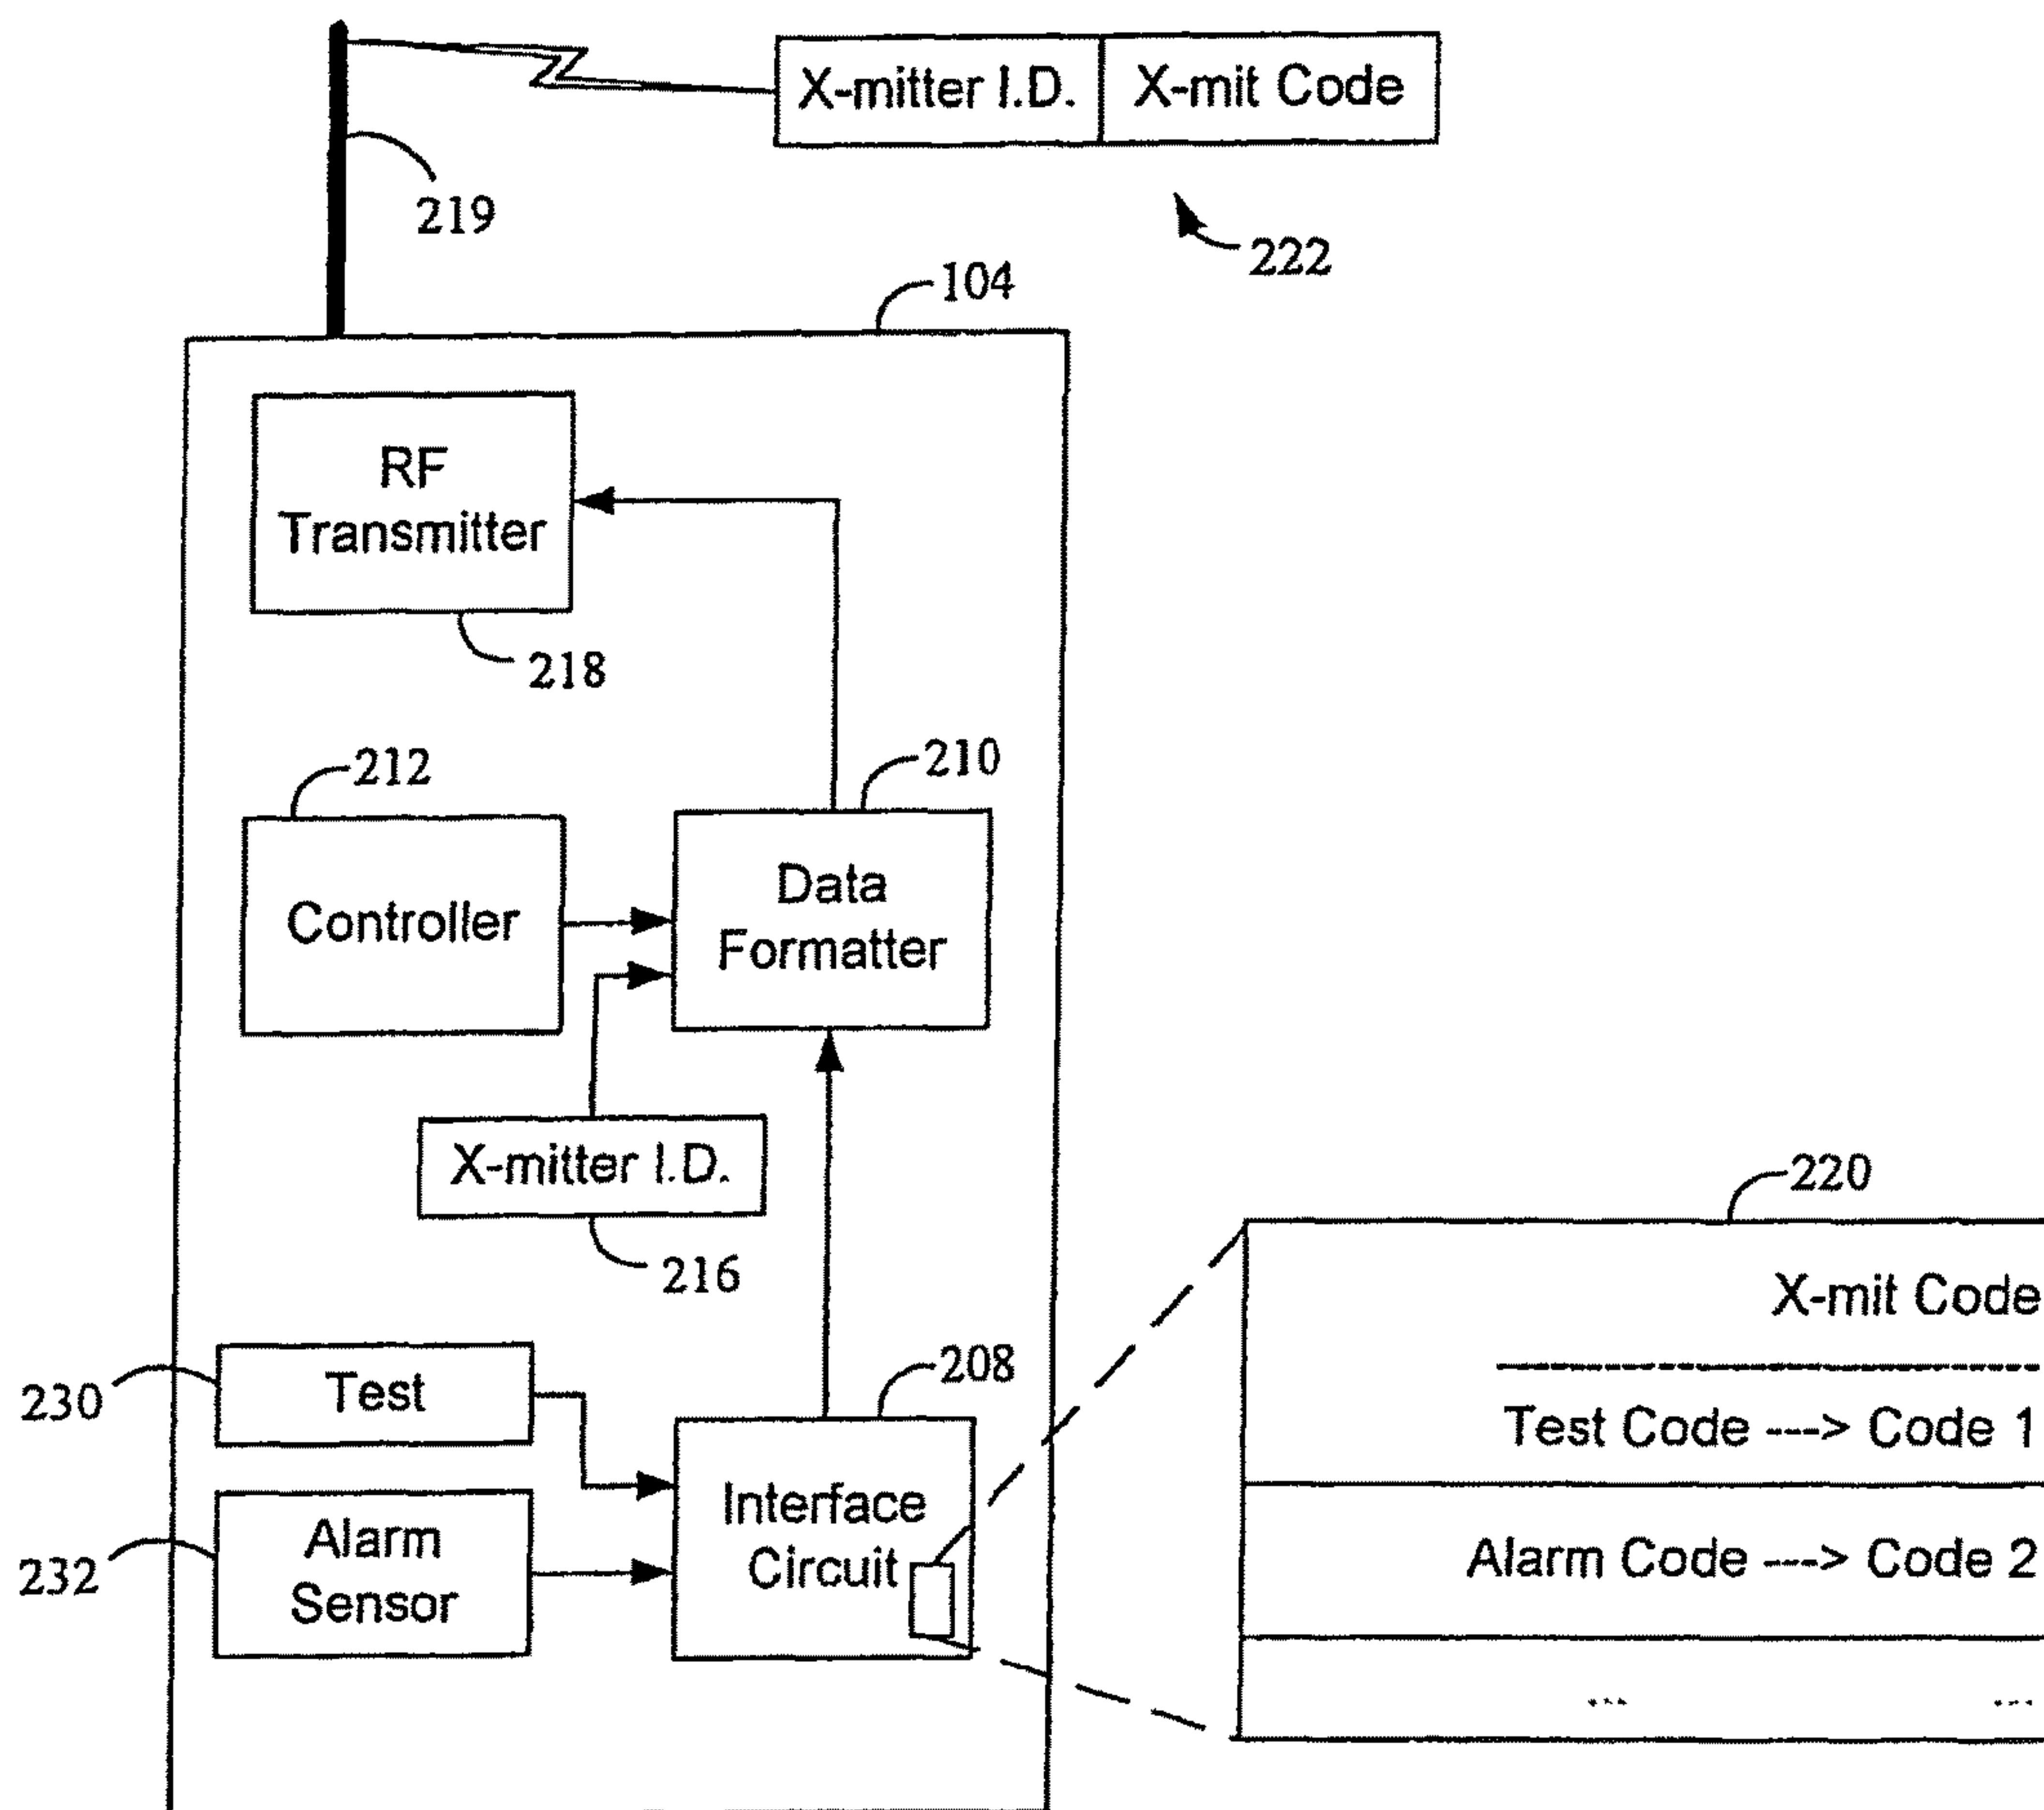 X-mitter I.D. X-mit Code
219
222
104
RF
Transmitter
218
212
210
Controller
Data
Formatter
X-mitter I.D.
216
220
X-mit Code
208
230
Test
Test Code ---> Code 1
Interface
Circuit
232
Alarm
Sensor
Alarm Code ---> Code 2
... ...